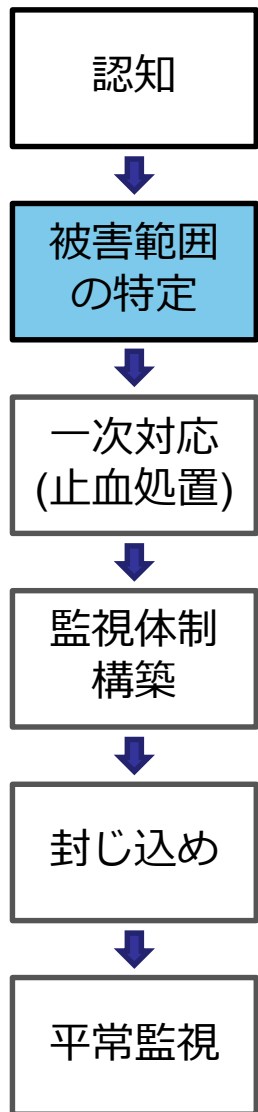 認知
被害範囲
の特定
一次対応
(止血処置)
監視体制
構築
封じ込め
平常監視